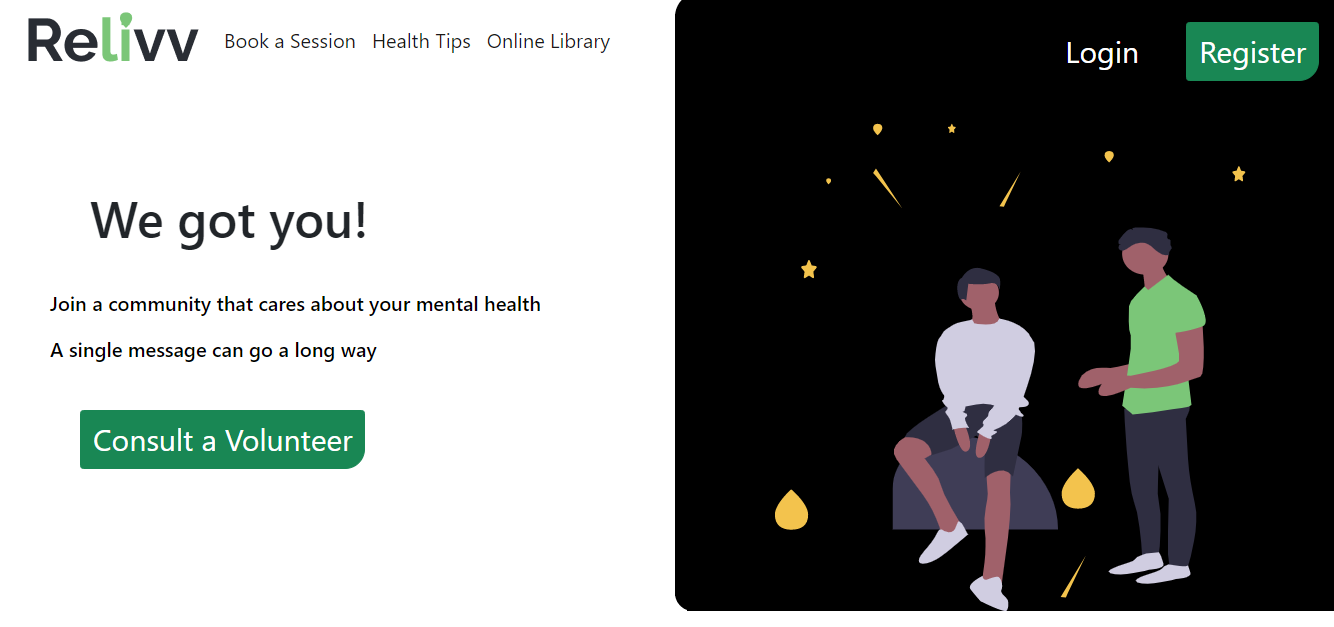 Relivv Book a Session Health Tips Online Library
Login Register
We got you!
Join a community that cares about your mental health
A single message can go a long way
Consult a Volunteer